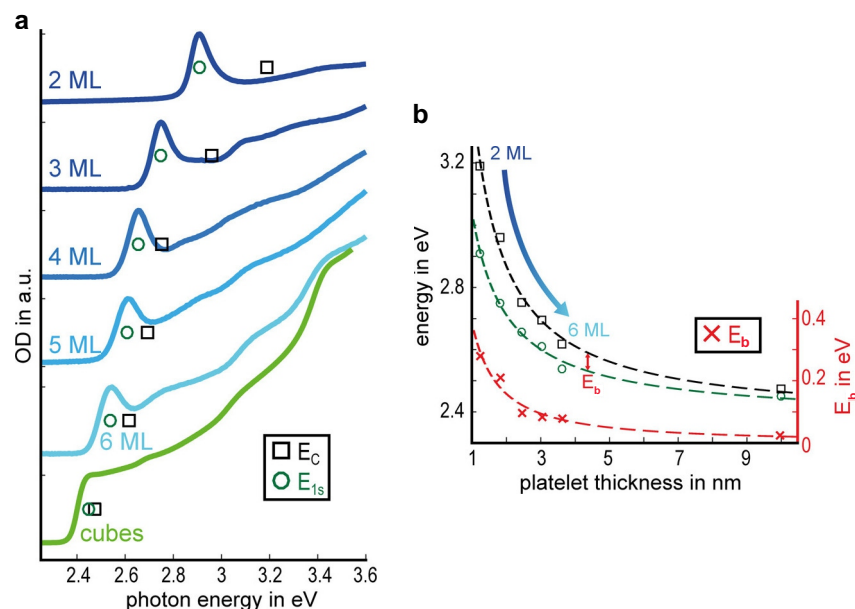 a
2 ML
3 ML
4 ML
5 ML
6 ML
cubes
E_C
E_1s
OD in a.u.
2.4 2.6 2.8 3 3.2 3.4 3.6
photon energy in eV
b
2 ML
6 ML
E_b
E_b
energy in eV
3.2
2.8
2.4
0.4
0.2
0
E_b in eV
1 3 5 7 9
platelet thickness in nm